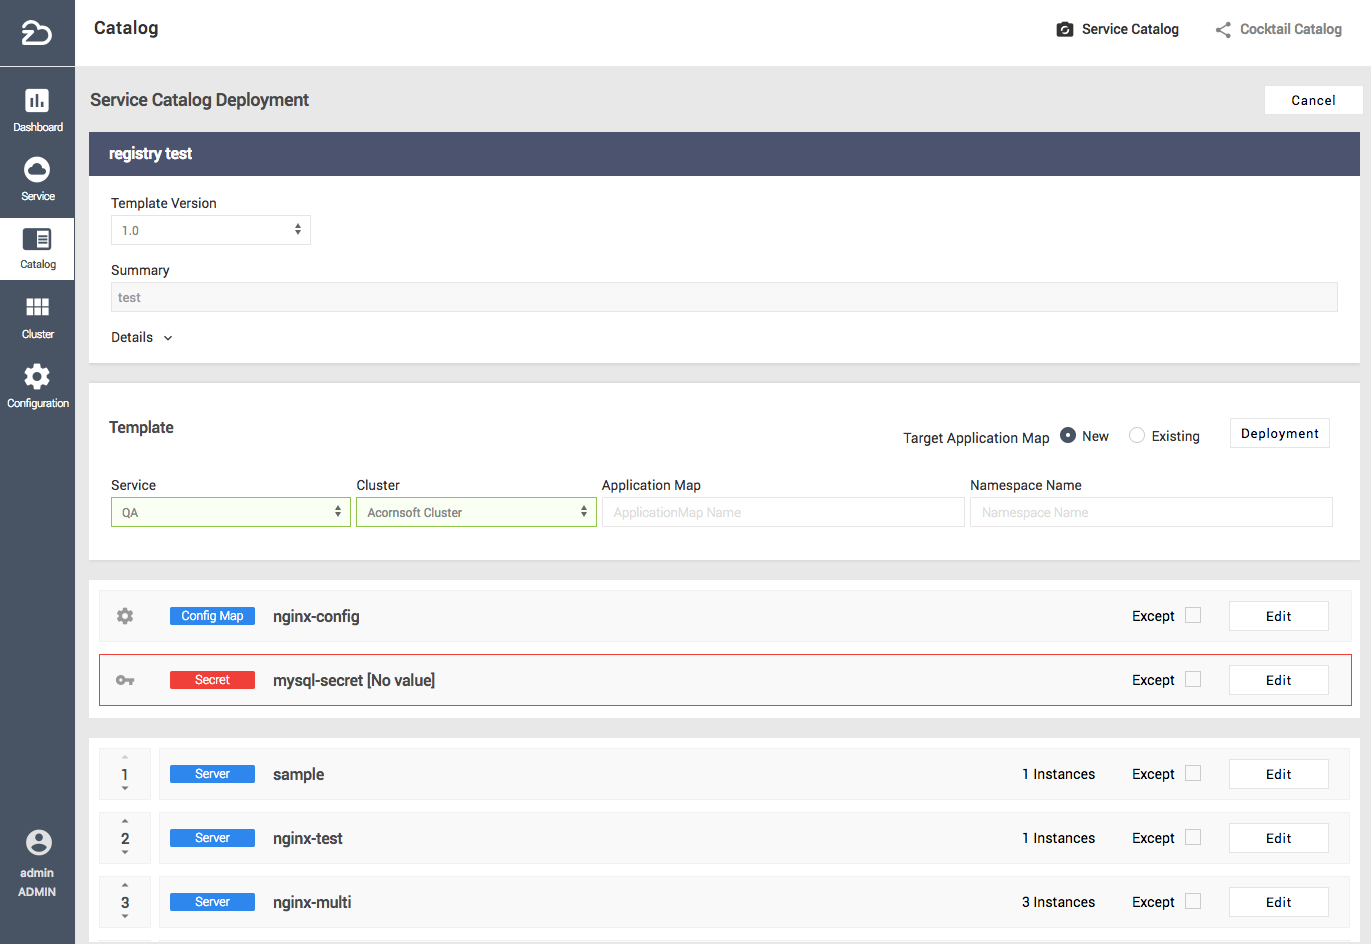 Catalog
Service Catalog
Cocktail Catalog
Dashboard
Service
Catalog
Cluster
Configuration
admin
ADMIN
Service Catalog Deployment
Cancel
registry test
Template Version
1.0
Summary
test
Details
Template
Target Application Map
New
Existing
Deployment
Service
Cluster
Application Map
Namespace Name
QA
Acornsoft Cluster
ApplicationMap Name
Namespace Name
Config Map
nginx-config
Except
Edit
Secret
mysql-secret [No value]
Except
Edit
1
Server
sample
1 Instances
Except
Edit
2
Server
nginx-test
1 Instances
Except
Edit
3
Server
nginx-multi
3 Instances
Except
Edit